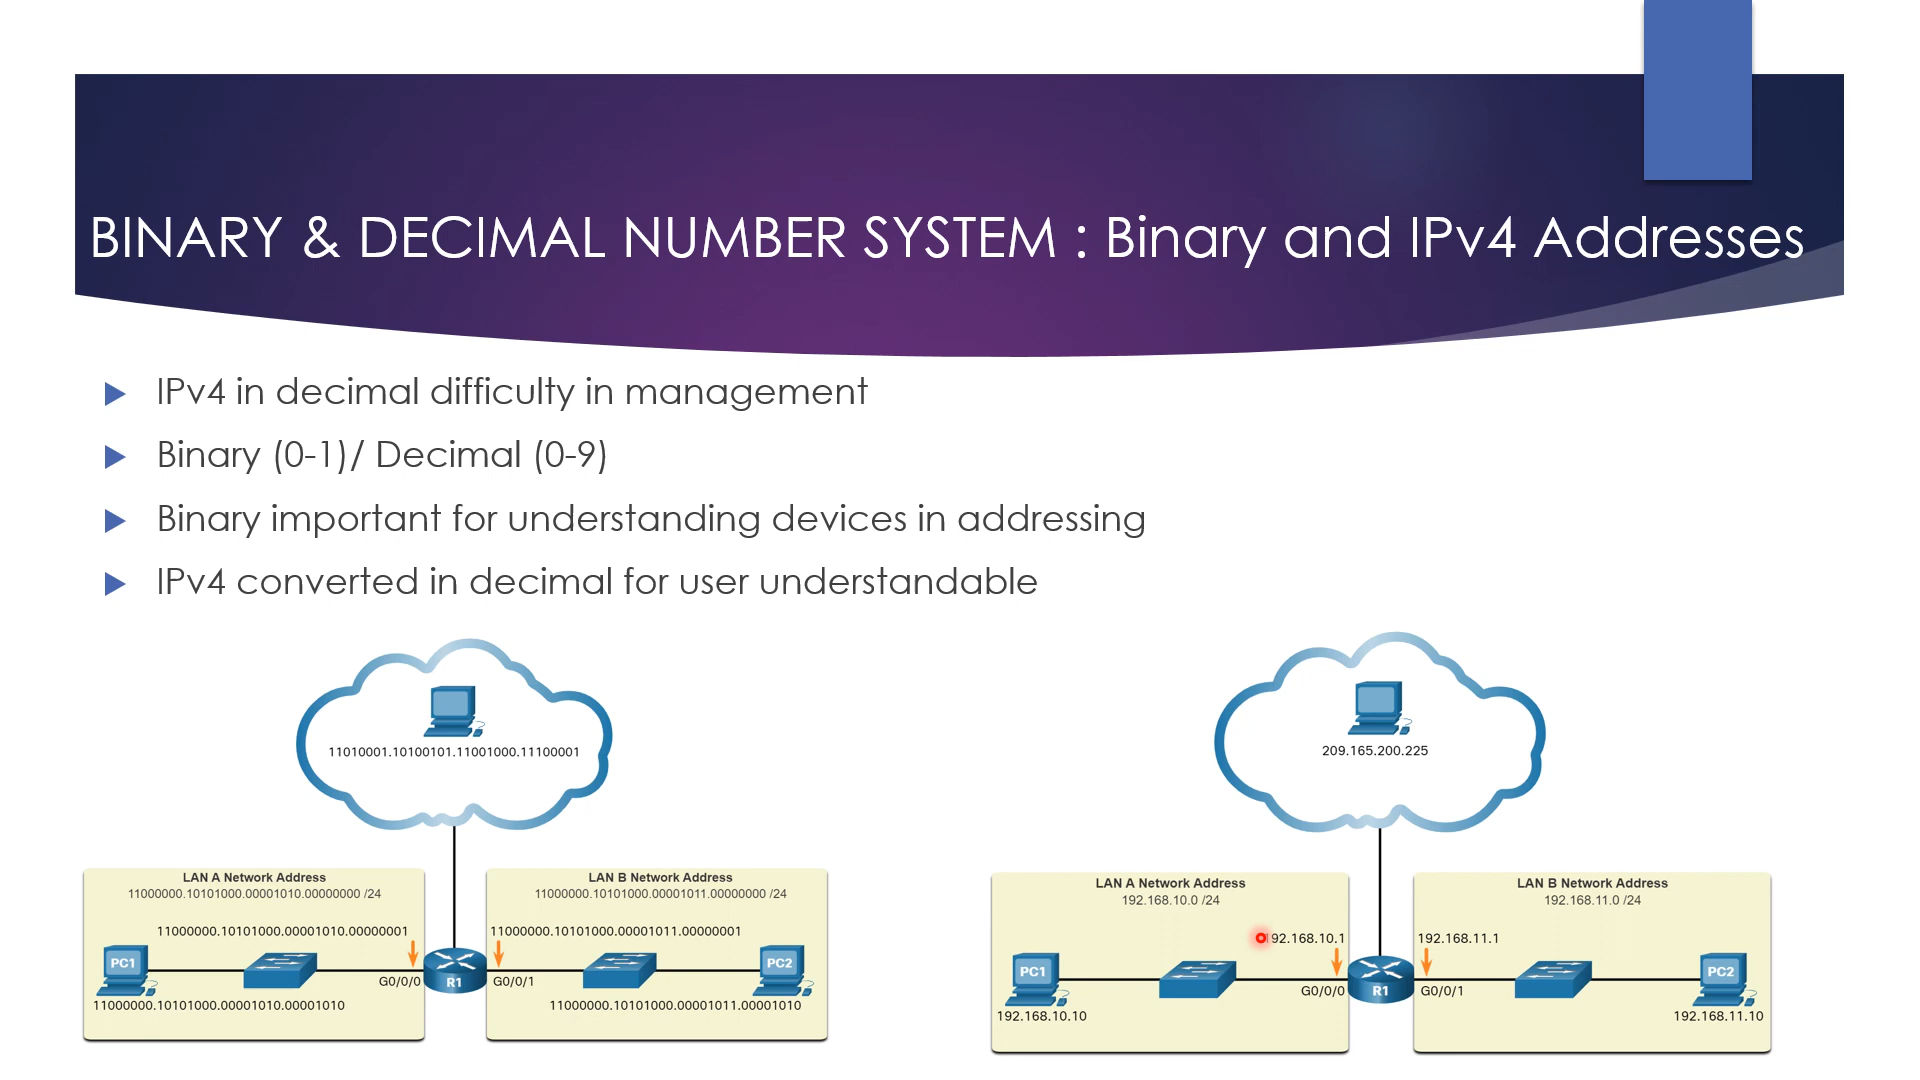 BINARY & DECIMAL NUMBER SYSTEM : Binary and IPv4 Addresses
IPv4 in decimal difficulty in management
Binary (0-1)/ Decimal (0-9)
Binary important for understanding devices in addressing
IPv4 converted in decimal for user understandable
11010001.10100101.11001000.11100001
LAN A Network Address
11000000.10101000.00001010.00000000 /24
11000000.10101000.00001010.00000001
PC1
G0/0/0
11000000.10101000.00001010.00001010
R1
LAN B Network Address
11000000.10101000.00001011.00000000 /24
11000000.10101000.00001011.00000001
PC2
G0/0/1
11000000.10101000.00001011.00001010
209.165.200.225
LAN A Network Address
192.168.10.0 /24
92.168.10.1
PC1
G0/0/0
192.168.10.10
R1
LAN B Network Address
192.168.11.0 /24
192.168.11.1
PC2
G0/0/1
192.168.11.10